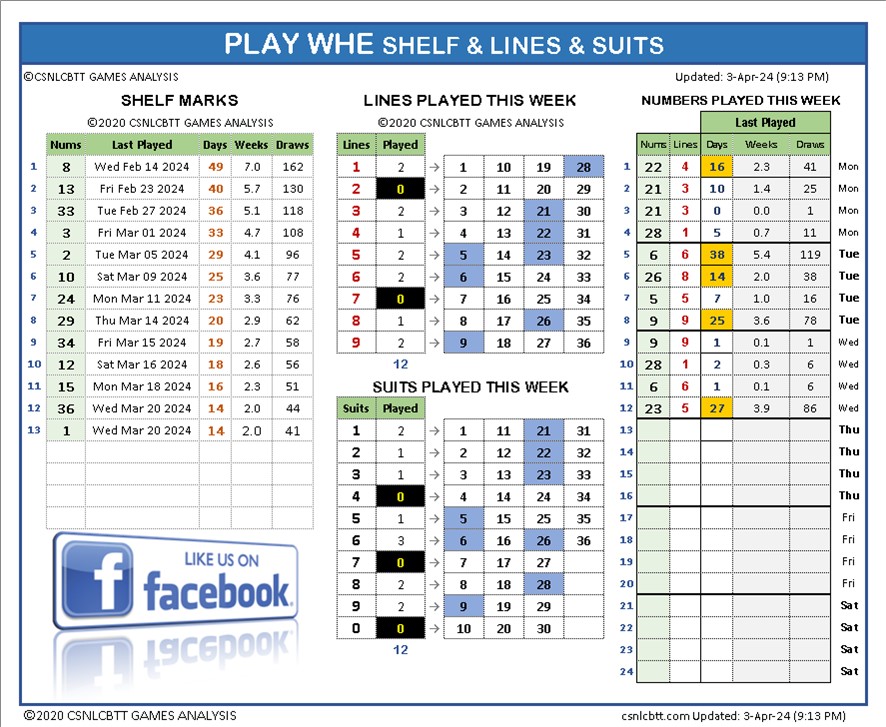 PLAY WHE SHELF & LINES & SUITS
©CSNLCBTT GAMES ANALYSIS
Updated: 3-Apr-24 (9:13 PM)
SHELF MARKS
©2020 CSNLCBTT GAMES ANALYSIS
Nums Last Played Days Weeks Draws
1 8 Wed Feb 14 2024 49 7.0 162
2 13 Fri Feb 23 2024 40 5.7 130
3 33 Tue Feb 27 2024 36 5.1 118
4 3 Fri Mar 01 2024 33 4.7 108
5 2 Tue Mar 05 2024 29 4.1 96
6 10 Sat Mar 09 2024 25 3.6 77
7 24 Mon Mar 11 2024 23 3.3 76
8 29 Thu Mar 14 2024 20 2.9 62
9 34 Fri Mar 15 2024 19 2.7 58
10 12 Sat Mar 16 2024 18 2.6 56
11 15 Mon Mar 18 2024 16 2.3 51
12 36 Wed Mar 20 2024 14 2.0 44
13 1 Wed Mar 20 2024 14 2.0 41
LIKE US ON
facebook
LINES PLAYED THIS WEEK
©2020 CSNLCBTT GAMES ANALYSIS
Lines Played
1 2 → 1 10 19 28
2 0 → 2 11 20 29
3 2 → 3 12 21 30
4 1 → 4 13 22 31
5 2 → 5 14 23 32
6 2 → 6 15 24 33
7 0 → 7 16 25 34
8 1 → 8 17 26 35
9 2 → 9 18 27 36
12
SUITS PLAYED THIS WEEK
Suits Played
1 2 → 1 11 21 31
2 1 → 2 12 22 32
3 1 → 3 13 23 33
4 0 → 4 14 24 34
5 1 → 5 15 25 35
6 3 → 6 16 26 36
7 0 → 7 17 27
8 2 → 8 18 28
9 2 → 9 19 29
0 0 → 10 20 30
12
NUMBERS PLAYED THIS WEEK
Last Played
Nums Lines Days Weeks Draws
1 22 4 16 2.3 41 Mon
2 21 3 10 1.4 25 Mon
3 21 3 0 0.0 1 Mon
4 28 1 5 0.7 11 Mon
5 6 6 38 5.4 119 Tue
6 26 8 14 2.0 38 Tue
7 5 5 7 1.0 16 Tue
8 9 9 25 3.6 78 Tue
9 9 9 1 0.1 1 Wed
10 28 1 2 0.3 6 Wed
11 6 6 1 0.1 6 Wed
12 23 5 27 3.9 86 Wed
13 Thu
14 Thu
15 Thu
16 Thu
17 Fri
18 Fri
19 Fri
20 Fri
21 Sat
22 Sat
23 Sat
24 Sat
©2020 CSNLCBTT GAMES ANALYSIS
csnlcbtt.com Updated: 3-Apr-24 (9:13 PM)